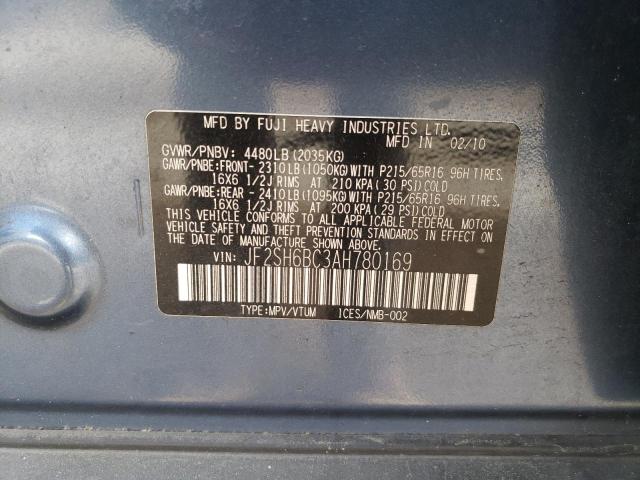 MFD BY FUJI HEAVY INDUSTRIES LTD.
MFD IN 02/10
GVWR/PNBV: 4480LB(2035KG)
GAWR/PNBE:FRONT- 2310LB(1050KG)WITH P215/65R16 96H TIRES.
16X6 1/2J RIMS AT 210 KPA(30 PSI)COLD
GAWR/PNBE:REAR -2410LB(1095KG)WITH P215/65R16 96H TIRES,
16X6 1/2J RIMS AT 200 KPA(29 PSI)COLD
THIS VEHICLE CONFORMS TO ALL APPLICABLE FEDERAL MOTOR
VEHICLE SAFETY AND THEFT PREVENTION STANDARDS IN EFFECT
ON THE DATE OF MANUFACTURE SHOWN ABOVE.
VIN: JF2SH6BC3AH780169
TYPE:MPV/VTUM ICES/NMB-002